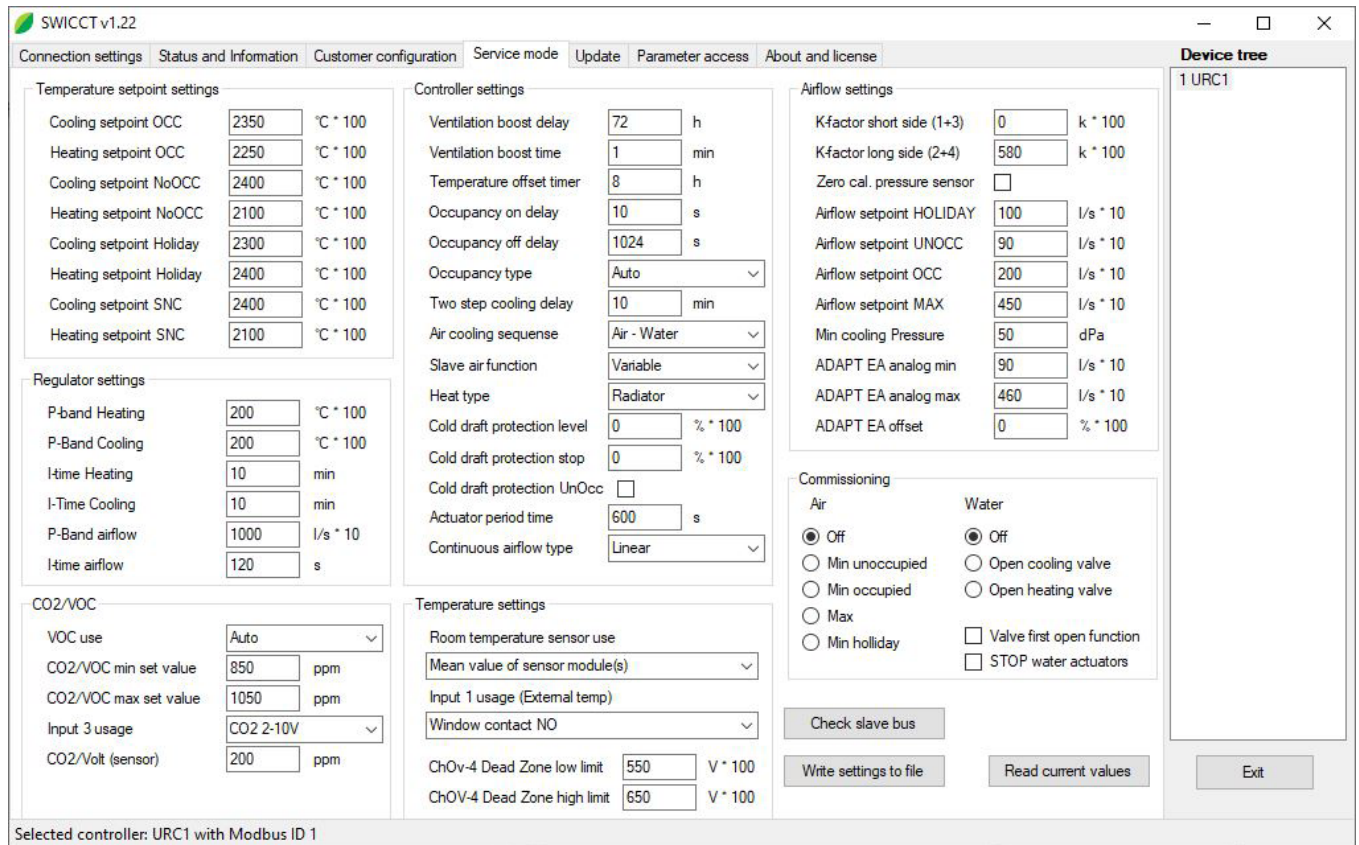 SWICCT v1.22
Connection settings Status and Information Customer configuration Service mode Update Parameter access About and license
Device tree
1 URC1
Temperature setpoint settings
Cooling setpoint OCC 2350 °C * 100
Heating setpoint OCC 2250 °C * 100
Cooling setpoint NoOCC 2400 °C * 100
Heating setpoint NoOCC 2100 °C * 100
Cooling setpoint Holiday 2300 °C * 100
Heating setpoint Holiday 2400 °C * 100
Cooling setpoint SNC 2400 °C * 100
Heating setpoint SNC 2100 °C * 100
Regulator settings
P-band Heating 200 °C * 100
P-Band Cooling 200 °C * 100
I-time Heating 10 min
I-Time Cooling 10 min
P-Band airflow 1000 l/s * 10
I-time airflow 120 s
CO2/VOC
VOC use Auto
CO2/VOC min set value 850 ppm
CO2/VOC max set value 1050 ppm
Input 3 usage CO2 2-10V
CO2/Volt (sensor) 200 ppm
Controller settings
Ventilation boost delay 72 h
Ventilation boost time 1 min
Temperature offset timer 8 h
Occupancy on delay 10 s
Occupancy off delay 1024 s
Occupancy type Auto
Two step cooling delay 10 min
Air cooling sequense Air - Water
Slave air function Variable
Heat type Radiator
Cold draft protection level 0 % * 100
Cold draft protection stop 0 % * 100
Cold draft protection UnOcc
Actuator period time 600 s
Continuous airflow type Linear
Temperature settings
Room temperature sensor use
Mean value of sensor module(s)
Input 1 usage (External temp)
Window contact NO
ChOv-4 Dead Zone low limit 550 V * 100
ChOV-4 Dead Zone high limit 650 V * 100
Airflow settings
K-factor short side (1+3) 0 k * 100
K-factor long side (2+4) 580 k * 100
Zero cal. pressure sensor
Airflow setpoint HOLIDAY 100 l/s * 10
Airflow setpoint UNOCC 90 l/s * 10
Airflow setpoint OCC 200 l/s * 10
Airflow setpoint MAX 450 l/s * 10
Min cooling Pressure 50 dPa
ADAPT EA analog min 90 l/s * 10
ADAPT EA analog max 460 l/s * 10
ADAPT EA offset 0 % * 100
Commissioning
Air Water
Off Off
Min unoccupied Open cooling valve
Min occupied Open heating valve
Max
Min holliday Valve first open function
STOP water actuators
Check slave bus
Write settings to file Read current values Exit
Selected controller: URC1 with Modbus ID 1